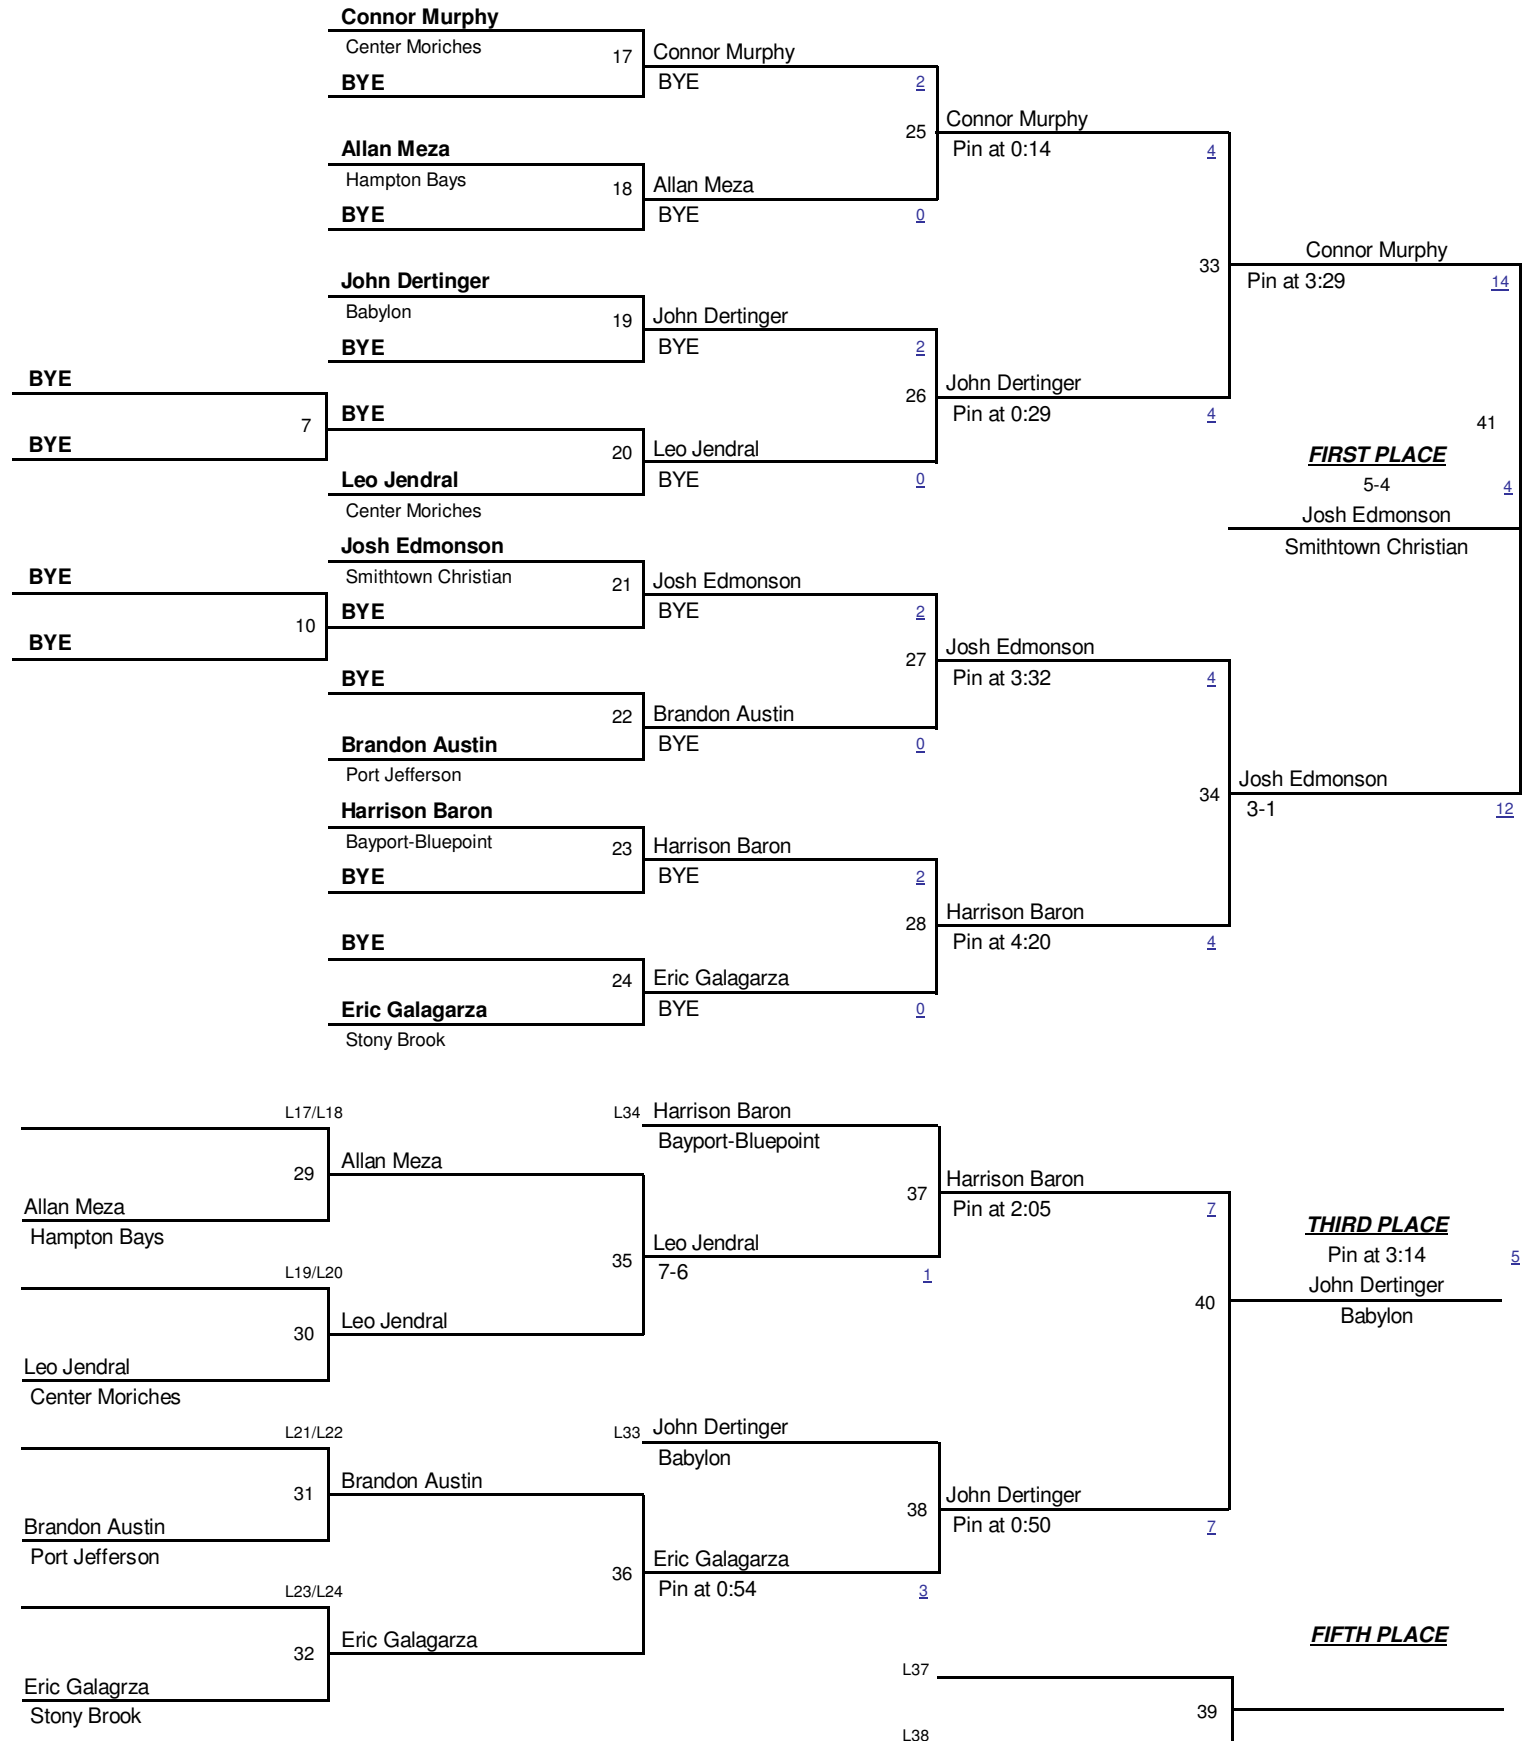 Connor Murphy
Center Moriches
17
BYE
Connor Murphy
BYE
2
25
Connor Murphy
Pin at 0:14
4
Allan Meza
Hampton Bays
18
BYE
Allan Meza
BYE
0
33
Connor Murphy
Pin at 3:29
14
John Dertinger
Babylon
19
BYE
John Dertinger
BYE
2
26
John Dertinger
Pin at 0:29
4
BYE
7
BYE
BYE
20
Leo Jendral
Center Moriches
Leo Jendral
BYE
0
41
FIRST PLACE
5-4
4
Josh Edmonson
Smithtown Christian
Josh Edmonson
Smithtown Christian
21
BYE
BYE
10
BYE
Josh Edmonson
BYE
2
27
Josh Edmonson
Pin at 3:32
4
BYE
22
Brandon Austin
Port Jefferson
Brandon Austin
BYE
0
34
Josh Edmonson
3-1
12
Harrison Baron
Bayport-Bluepoint
23
BYE
Harrison Baron
BYE
2
28
Harrison Baron
Pin at 4:20
4
BYE
24
Eric Galagarza
Stony Brook
Eric Galagarza
BYE
0
L17/L18
29
Allan Meza
Hampton Bays
Allan Meza
L19/L20
30
Leo Jendral
Center Moriches
Leo Jendral
35
L34
Harrison Baron
Bayport-Bluepoint
37
Leo Jendral
7-6
1
Harrison Baron
Pin at 2:05
7
40
THIRD PLACE
Pin at 3:14
5
John Dertinger
Babylon
L21/L22
31
Brandon Austin
Port Jefferson
Brandon Austin
L23/L24
32
Eric Galagrza
Stony Brook
Eric Galagarza
36
L33
John Dertinger
Babylon
38
Eric Galagarza
Pin at 0:54
3
John Dertinger
Pin at 0:50
7
FIFTH PLACE
L37
39
L38